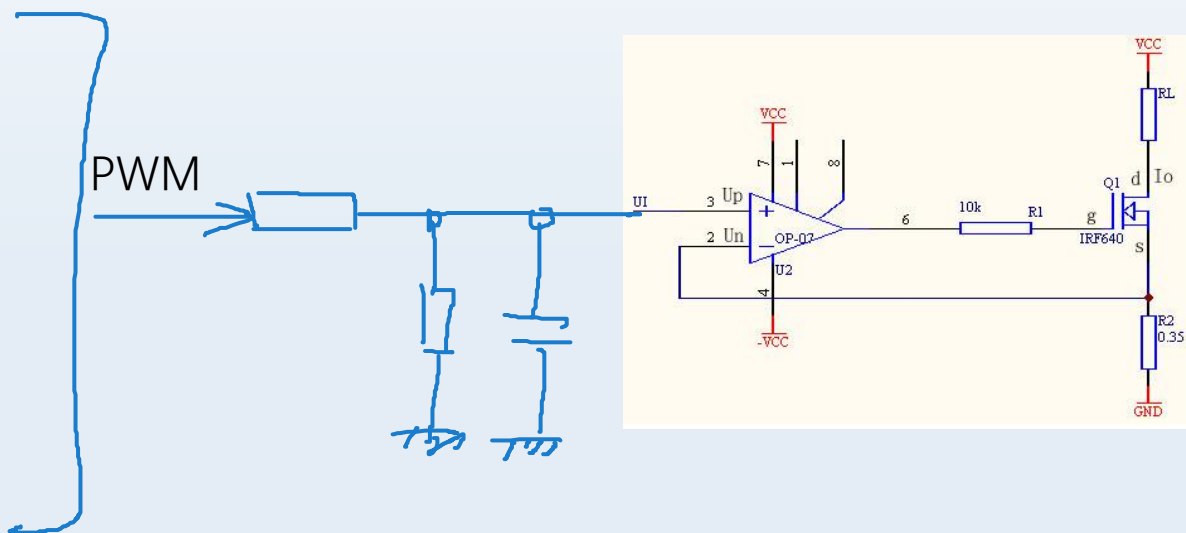 PWM
UI
3
Up
2
Un
VCC
7
1
8
OP-07
U2
4
-VCC
6
10k
R1
VCC
RL
d
Io
Q1
g
IRF640
s
R2
0.35
GND